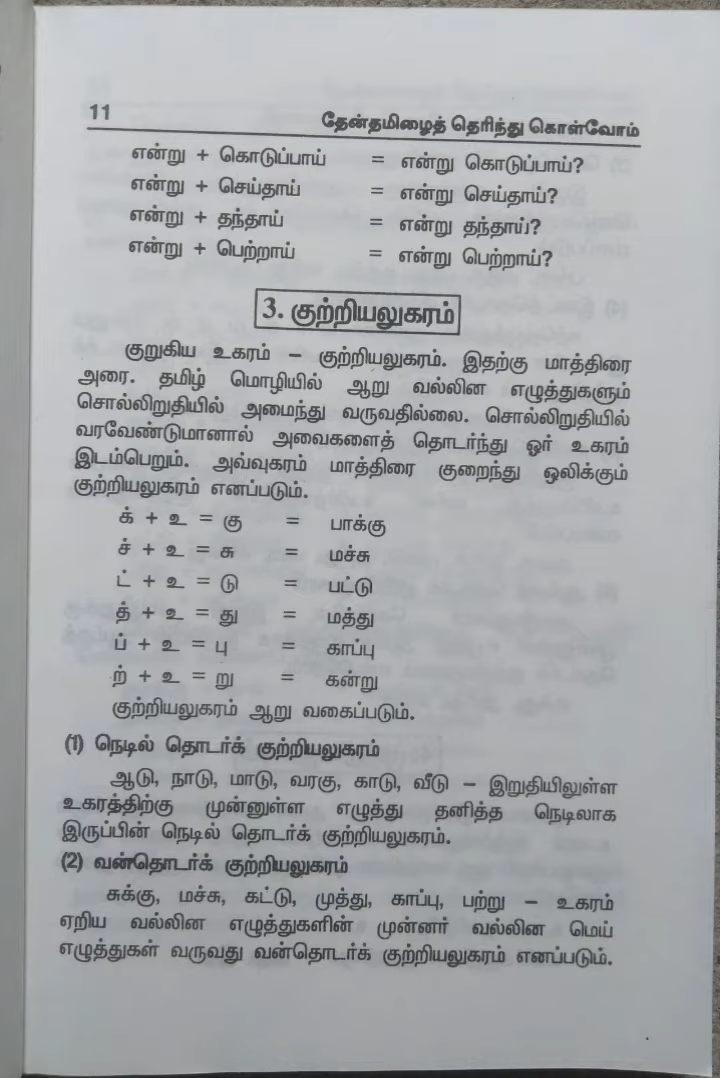 11 தேன்தமிழைத் தெரிந்து கொள்வோம்
என்று + கொடுப்பாய் = என்று கொடுப்பாய்?
என்று + செய்தாய் = என்று செய்தாய்?
என்று + தந்தாய் = என்று தந்தாய்?
என்று + பெற்றாய் = என்று பெற்றாய்?
3. குற்றியலுகரம்
குறுகிய உகரம் – குற்றியலுகரம். இதற்கு மாத்திரை
அரை. தமிழ் மொழியில் ஆறு வல்லின எழுத்துகளும்
சொல்லிறுதியில் அமைந்து வருவதில்லை. சொல்லிறுதியில்
வரவேண்டுமானால் அவைகளைத் தொடர்ந்து ஓர் உகரம்
இடம்பெறும். அவ்வுகரம் மாத்திரை குறைந்து ஒலிக்கும்
குற்றியலுகரம் எனப்படும்.
க் + உ = கு = பாக்கு
ச் + உ = சு = மச்சு
ட் + உ = டு = பட்டு
த் + உ = து = மத்து
ப் + உ = பு = காப்பு
ற் + உ = று = கன்று
குற்றியலுகரம் ஆறு வகைப்படும்.
(1) நெடில் தொடர்க் குற்றியலுகரம்
ஆடு, நாடு, மாடு, வரகு, காடு, வீடு – இறுதியிலுள்ள
உகரத்திற்கு முன்னுள்ள எழுத்து தனித்த நெடிலாக
இருப்பின் நெடில் தொடர்க் குற்றியலுகரம்.
(2) வன்தொடர்க் குற்றியலுகரம்
சுக்கு, மச்சு, கட்டு, முத்து, காப்பு, பற்று – உகரம்
ஏறிய வல்லின எழுத்துகளின் முன்னர் வல்லின மெய்
எழுத்துகள் வருவது வன்தொடர்க் குற்றியலுகரம் எனப்படும்.